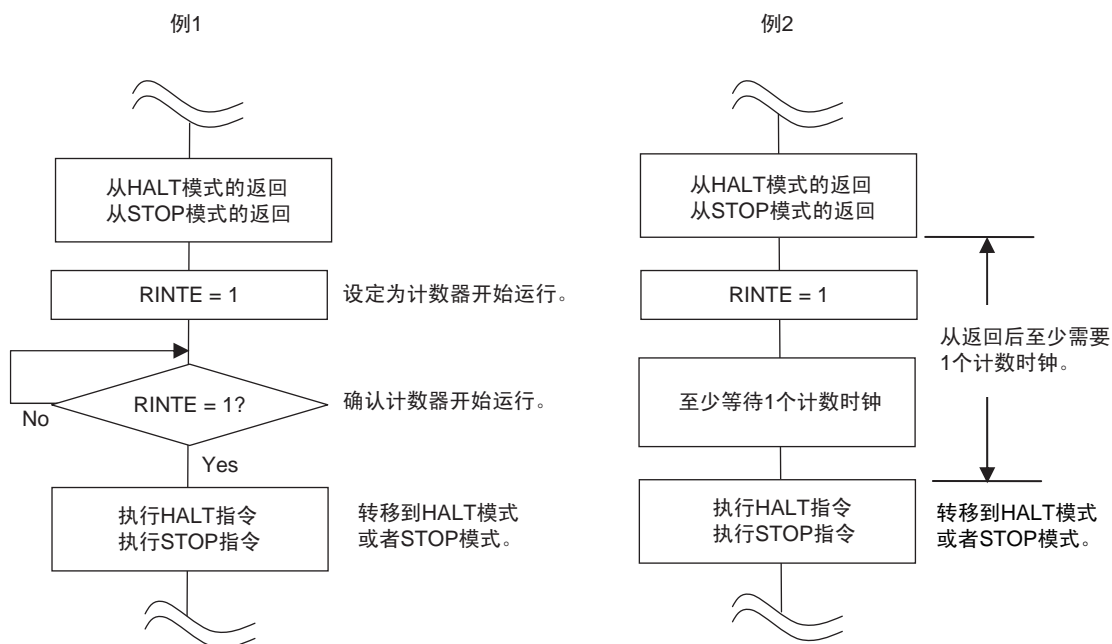 例1
从HALT模式的返回
从STOP模式的返回
RINTE = 1
设定为计数器开始运行。
RINTE = 1?
确认计数器开始运行。
No
Yes
执行HALT指令
执行STOP指令
转移到HALT模式
或者STOP模式。
例2
从HALT模式的返回
从STOP模式的返回
RINTE = 1
从返回后至少需要
1个计数时钟。
至少等待1个计数时钟
执行HALT指令
执行STOP指令
转移到HALT模式
或者STOP模式。